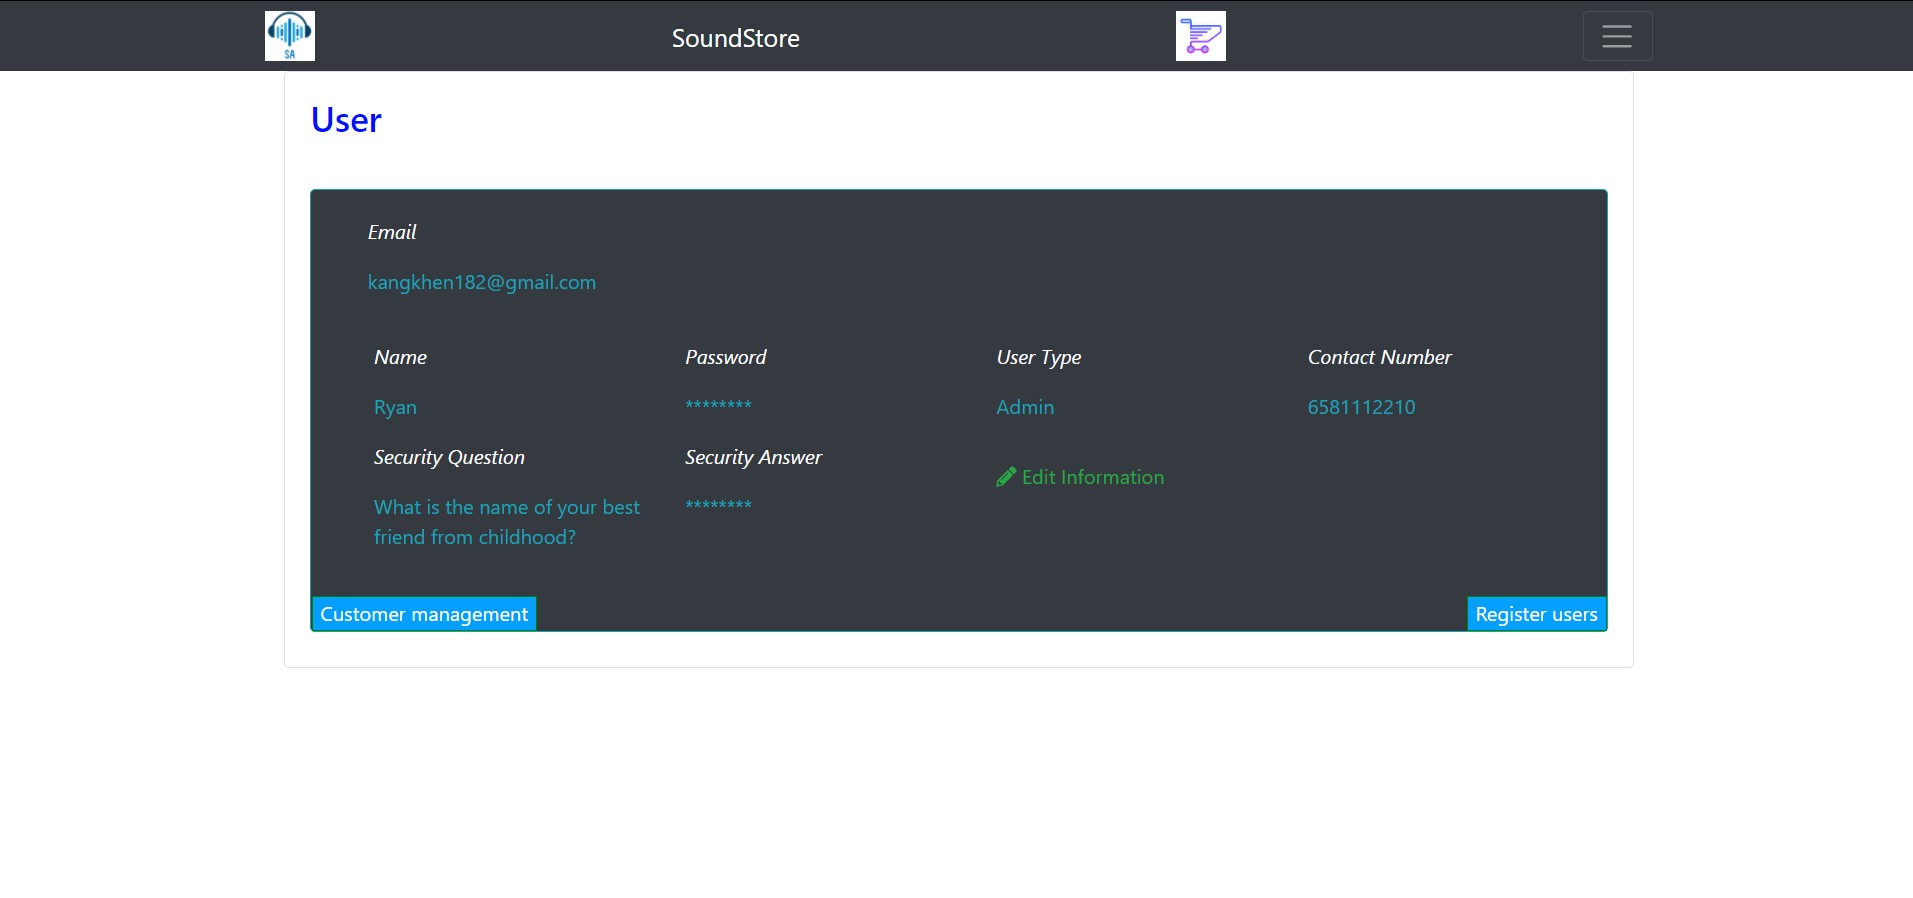 SA
SoundStore
User
Email
kangkhen182@gmail.com
Name
Password
User Type
Contact Number
Ryan
********
Admin
6581112210
Security Question
Security Answer
Edit Information
What is the name of your best
friend from childhood?
********
Customer management
Register users